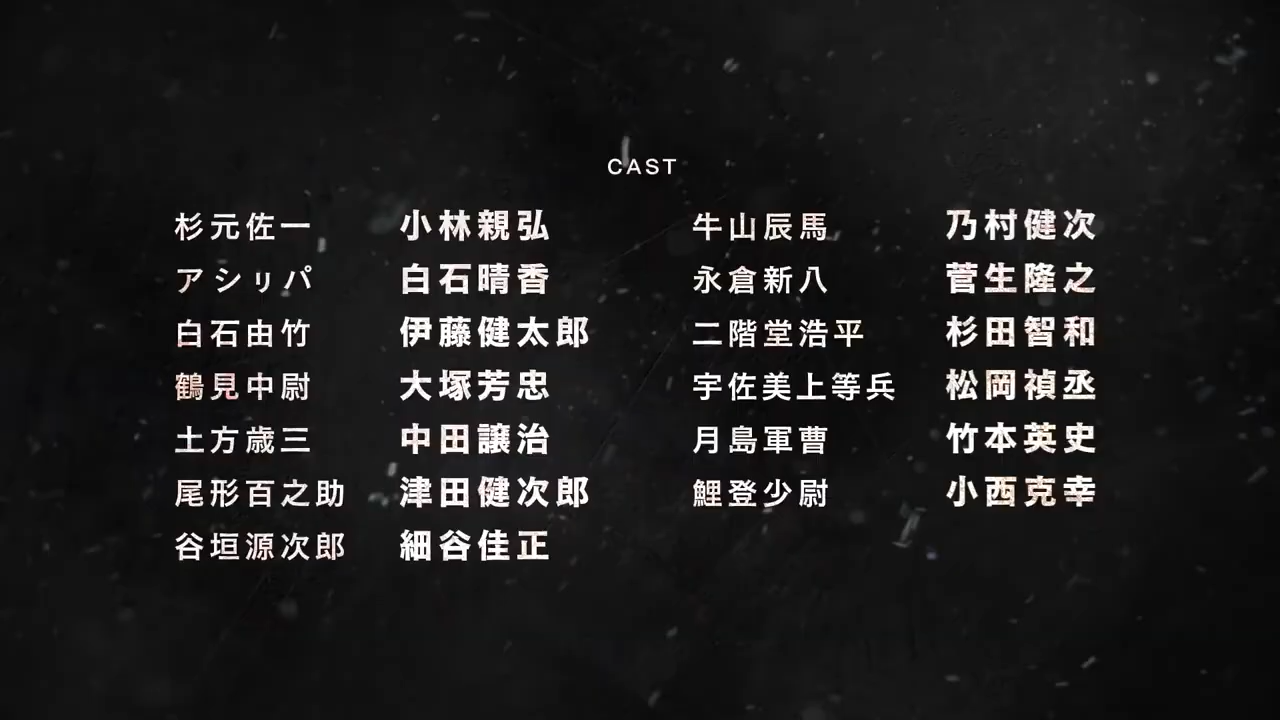 CAST
杉元佐一 小林親弘
アシㇼパ 白石晴香
白石由竹 伊藤健太郎
鶴見中尉 大塚芳忠
土方歳三 中田譲治
尾形百之助 津田健次郎
谷垣源次郎 細谷佳正
牛山辰馬 乃村健次
永倉新八 菅生隆之
二階堂浩平 杉田智和
宇佐美上等兵 松岡禎丞
月島軍曹 竹本英史
鯉登少尉 小西克幸